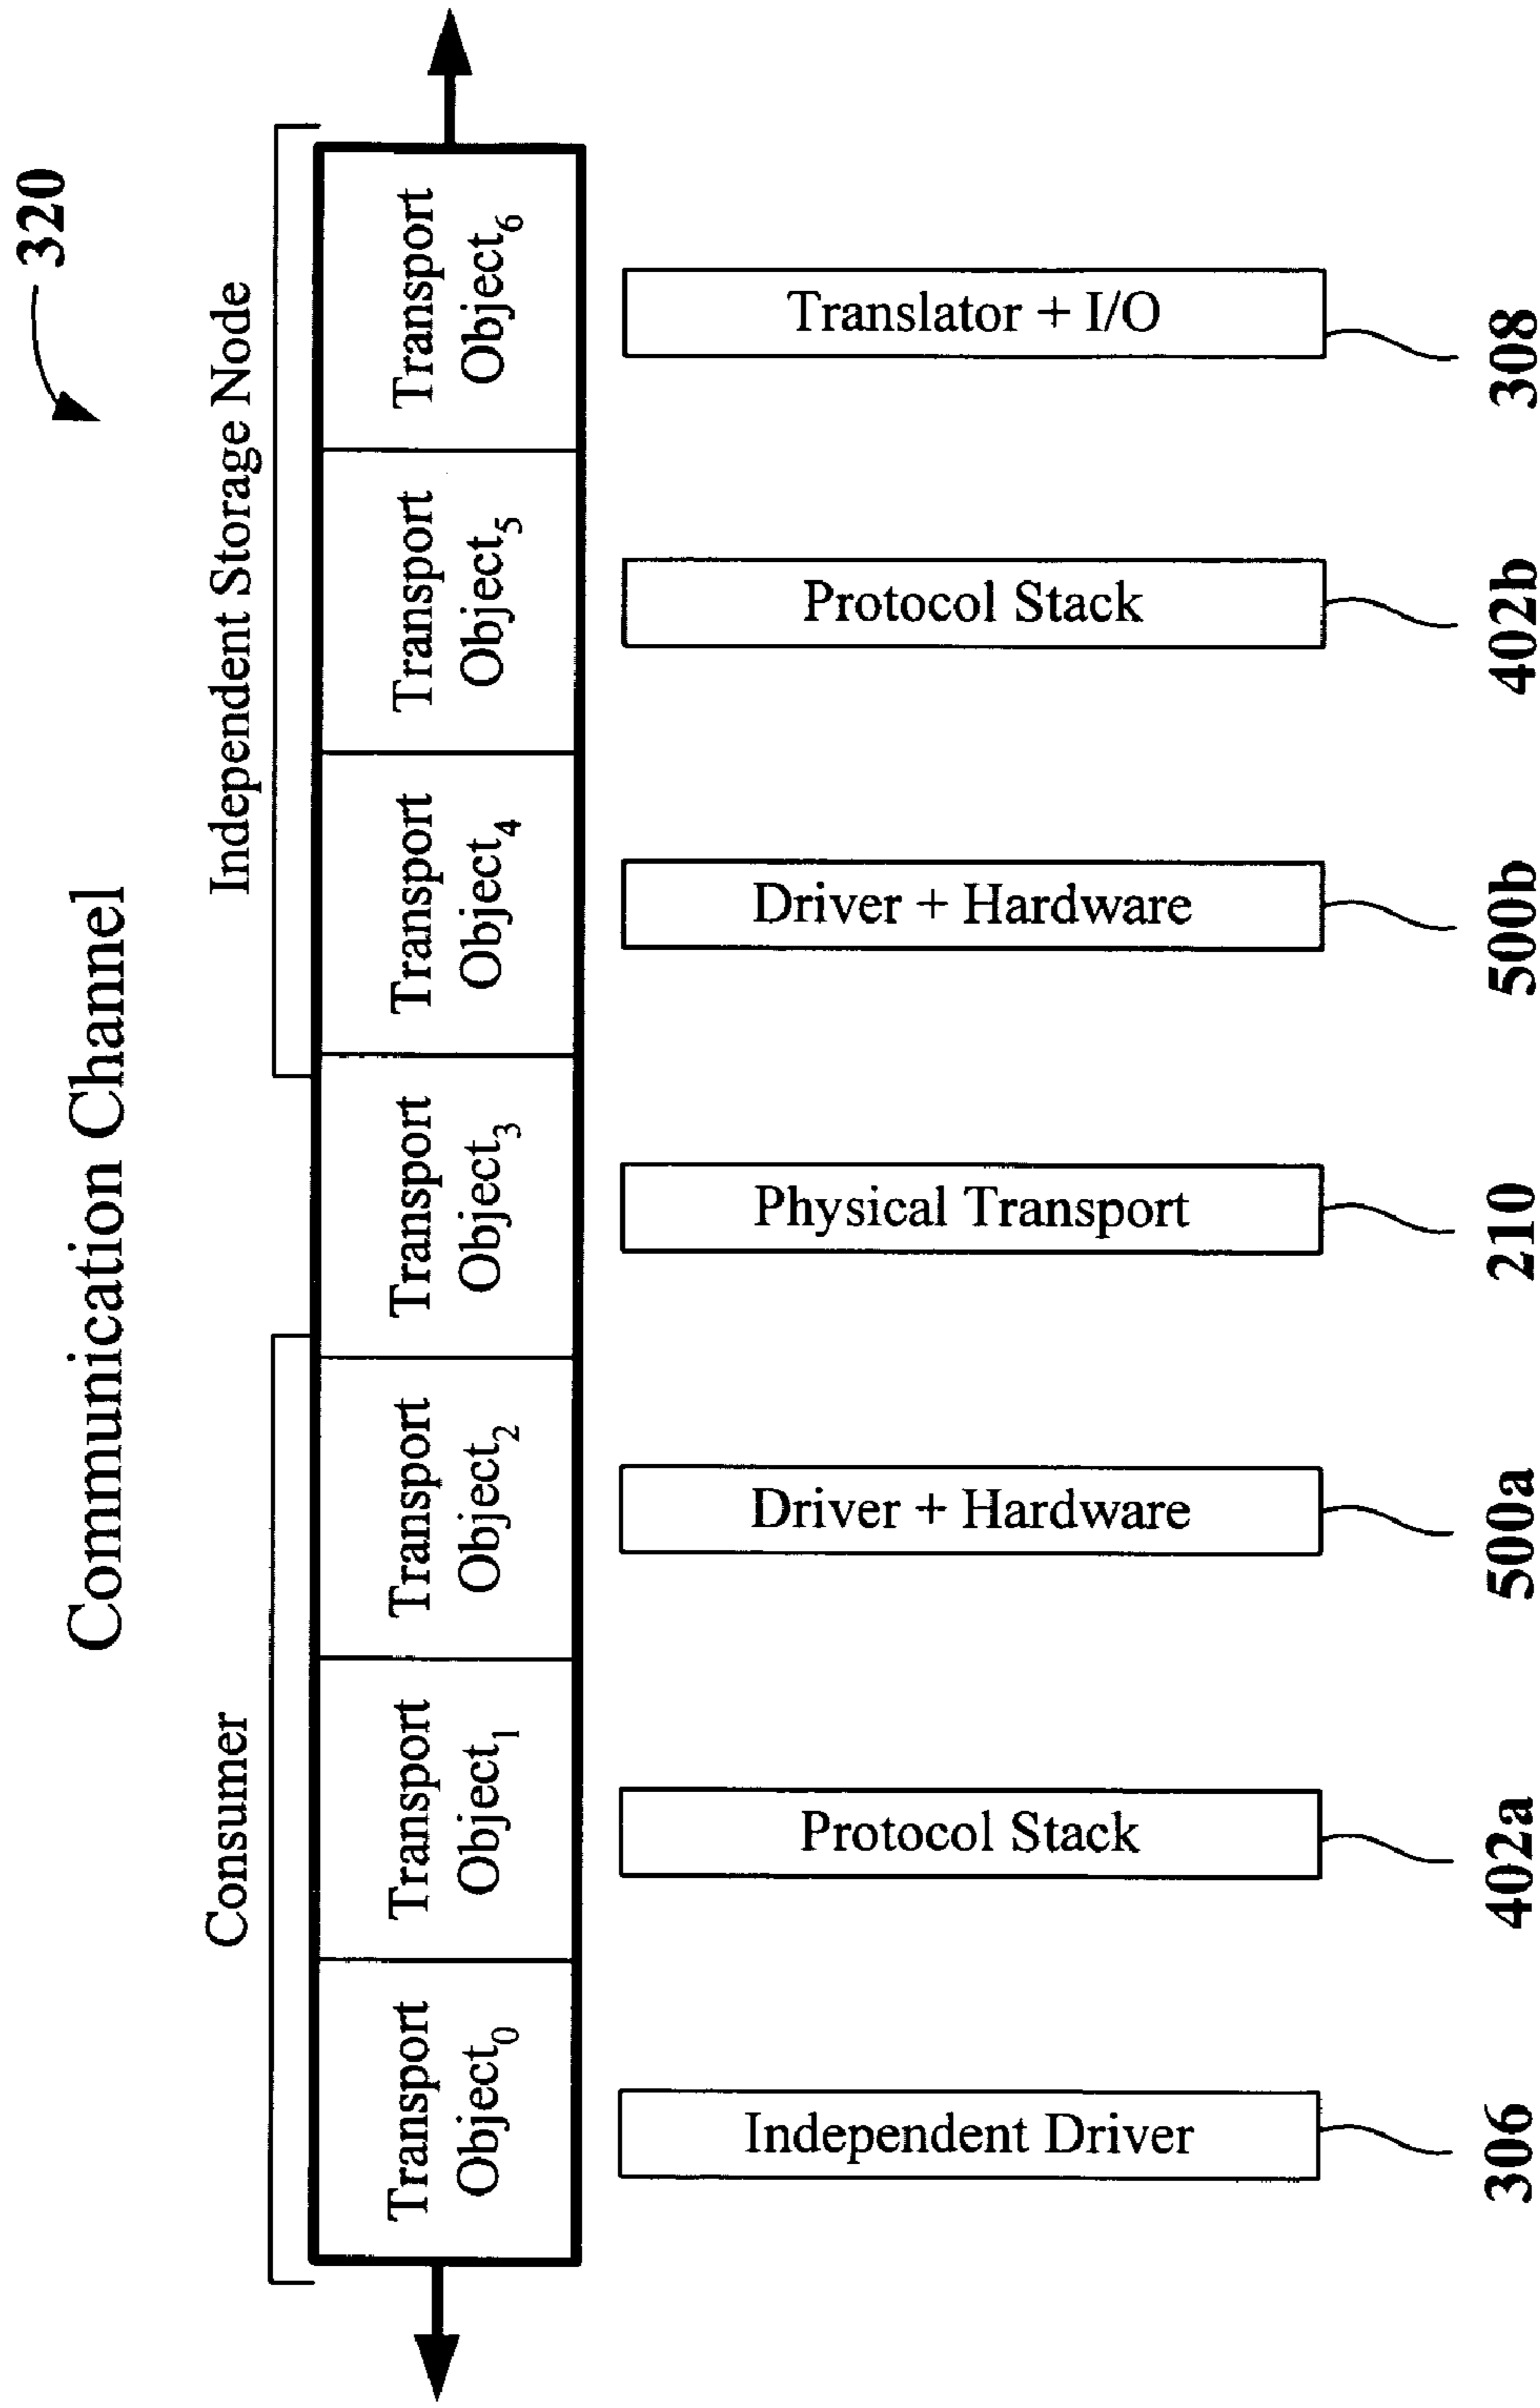 Communication Channel
320
Consumer
Independent Storage Node
Transport
Object0
Transport
Object1
Transport
Object2
Transport
Object3
Transport
Object4
Transport
Object5
Transport
Object6
Independent Driver
Protocol Stack
Driver + Hardware
Physical Transport
Driver + Hardware
Protocol Stack
Translator + I/O
306
402a
500a
210
500b
402b
308